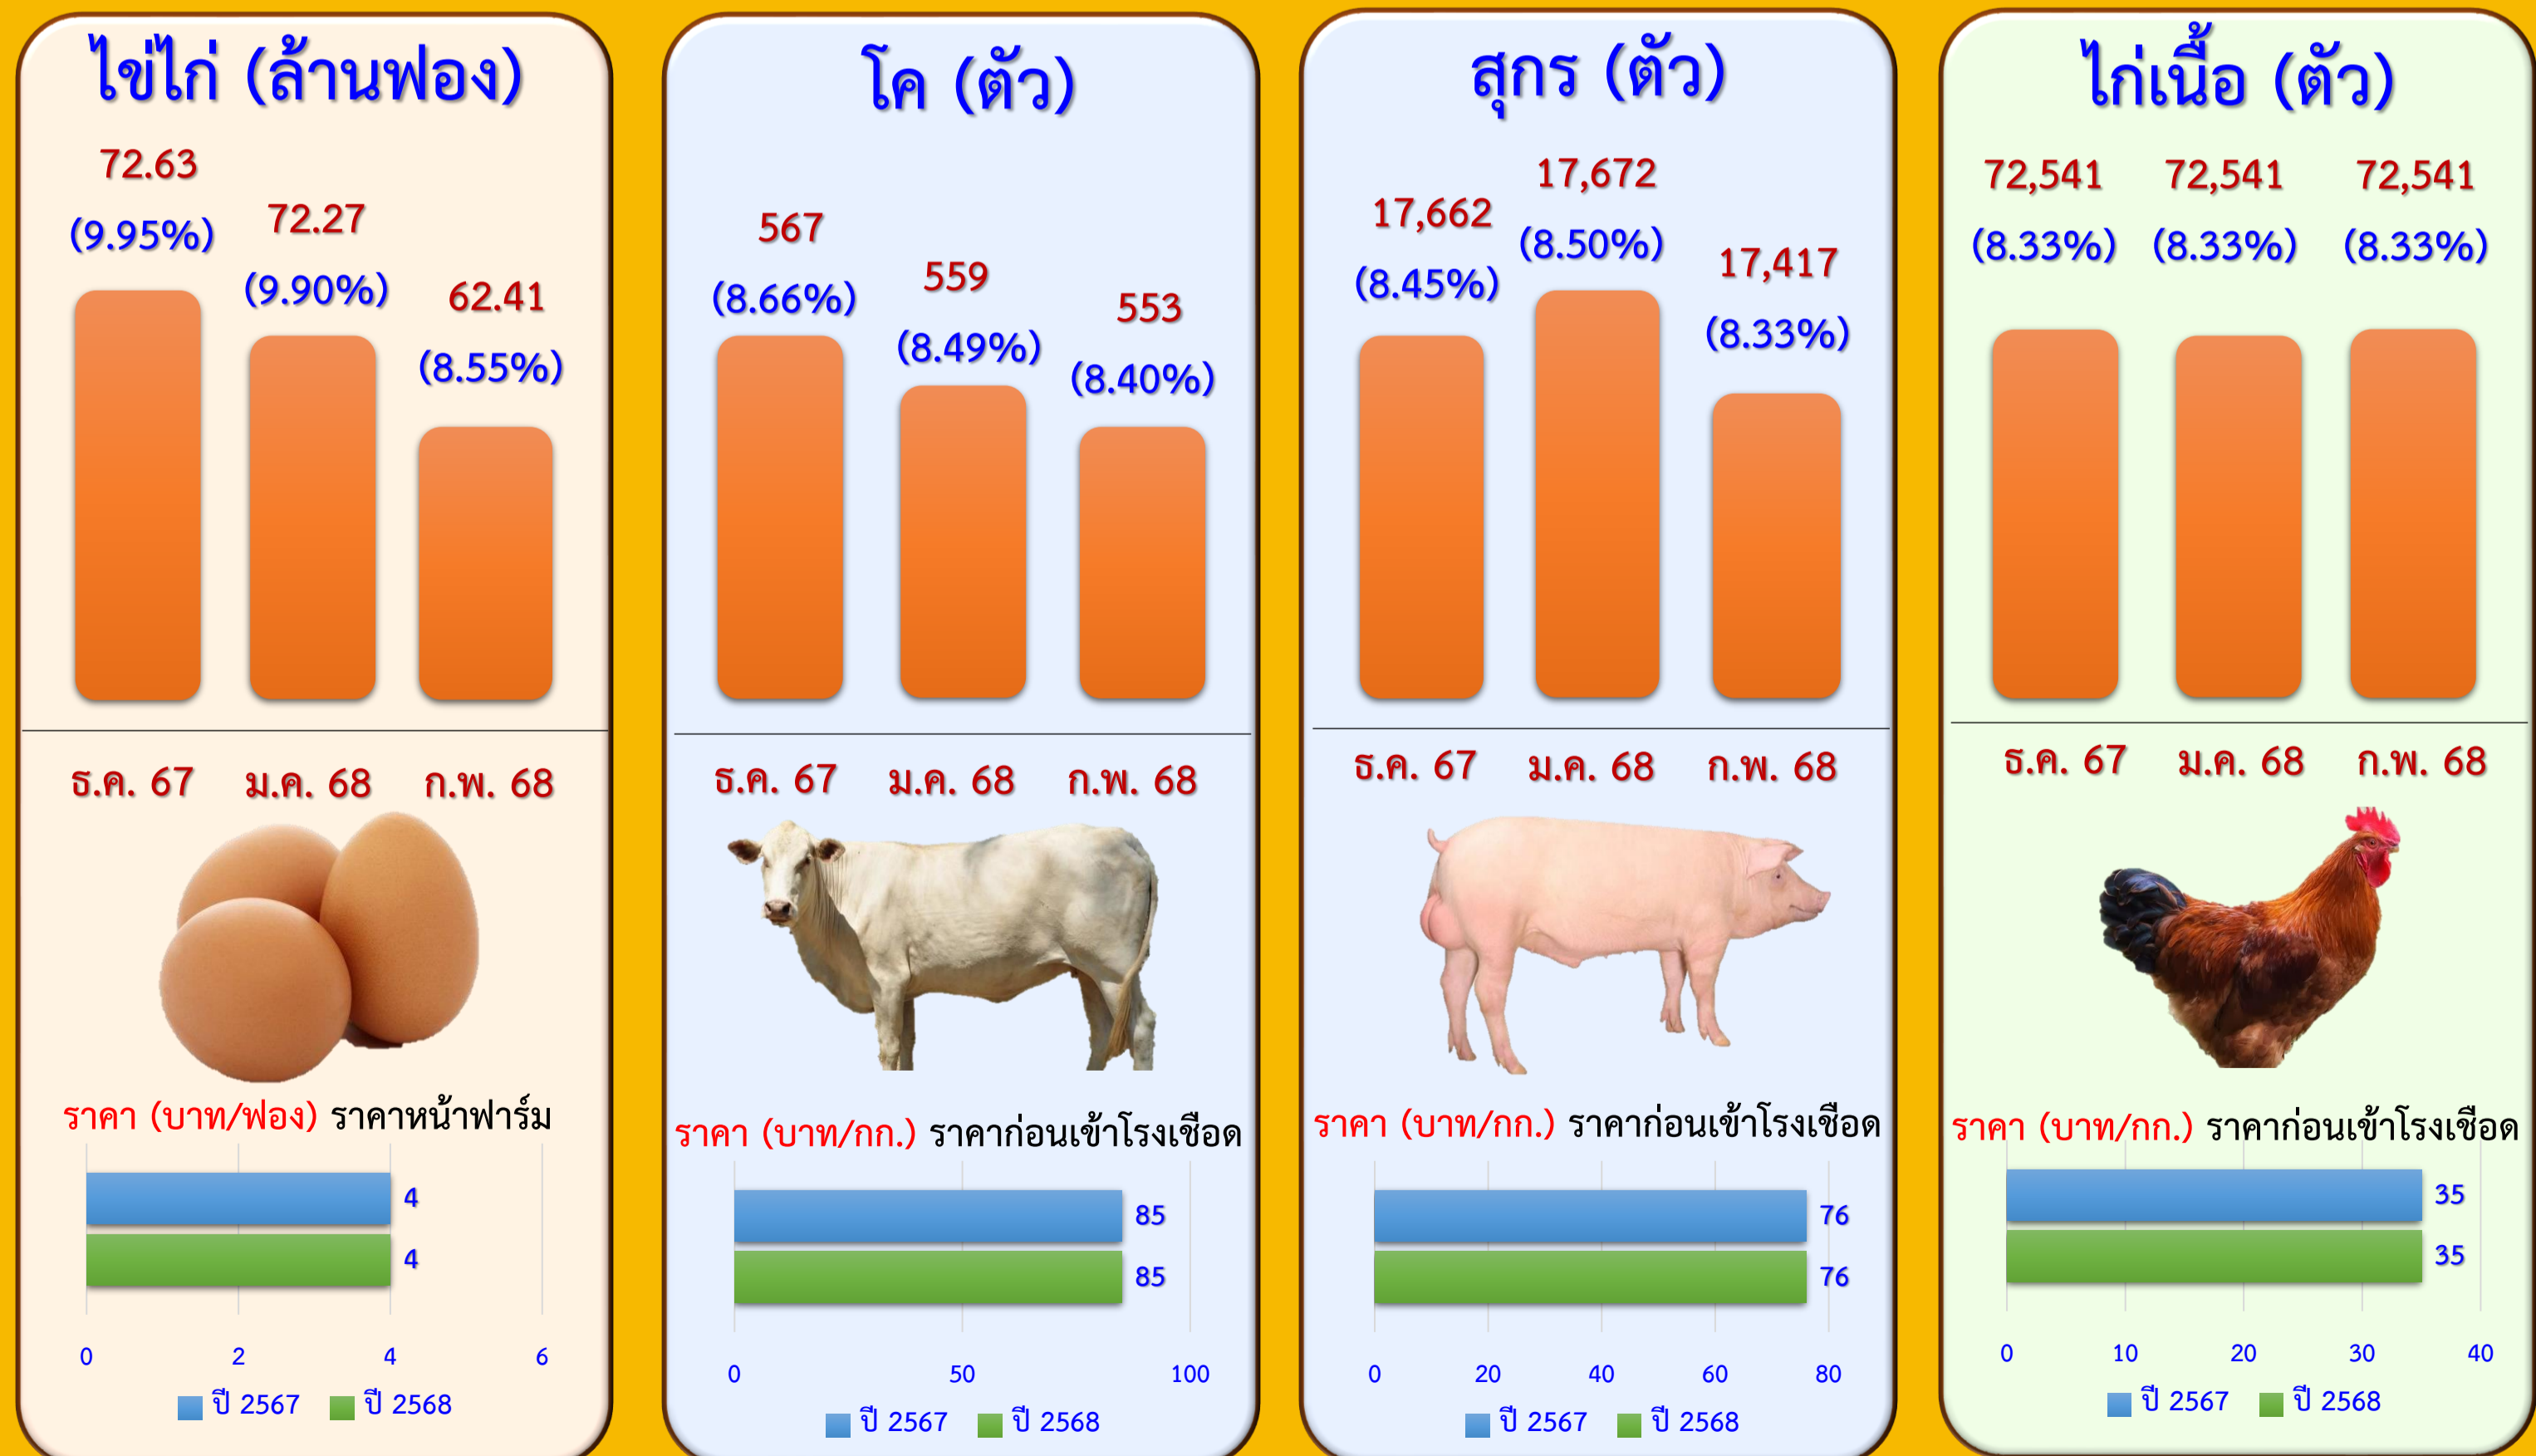 ไข่ไก่ (ล้านฟอง)
72.63
(9.95%)
72.27
(9.90%)
62.41
(8.55%)
ธ.ค. 67 ม.ค. 68 ก.พ. 68
ราคา (บาท/ฟอง) ราคาหน้าฟาร์ม
4
4
0 2 4 6
ปี 2567 ปี 2568
โค (ตัว)
567
(8.66%)
559
(8.49%)
553
(8.40%)
ธ.ค. 67 ม.ค. 68 ก.พ. 68
ราคา (บาท/กก.) ราคาก่อนเข้าโรงเชือด
85
85
0 50 100
ปี 2567 ปี 2568
สุกร (ตัว)
17,662
(8.45%)
17,672
(8.50%)
17,417
(8.33%)
ธ.ค. 67 ม.ค. 68 ก.พ. 68
ราคา (บาท/กก.) ราคาก่อนเข้าโรงเชือด
76
76
0 20 40 60 80
ปี 2567 ปี 2568
ไก่เนื้อ (ตัว)
72,541 72,541 72,541
(8.33%) (8.33%) (8.33%)
ธ.ค. 67 ม.ค. 68 ก.พ. 68
ราคา (บาท/กก.) ราคาก่อนเข้าโรงเชือด
35
35
0 10 20 30 40
ปี 2567 ปี 2568